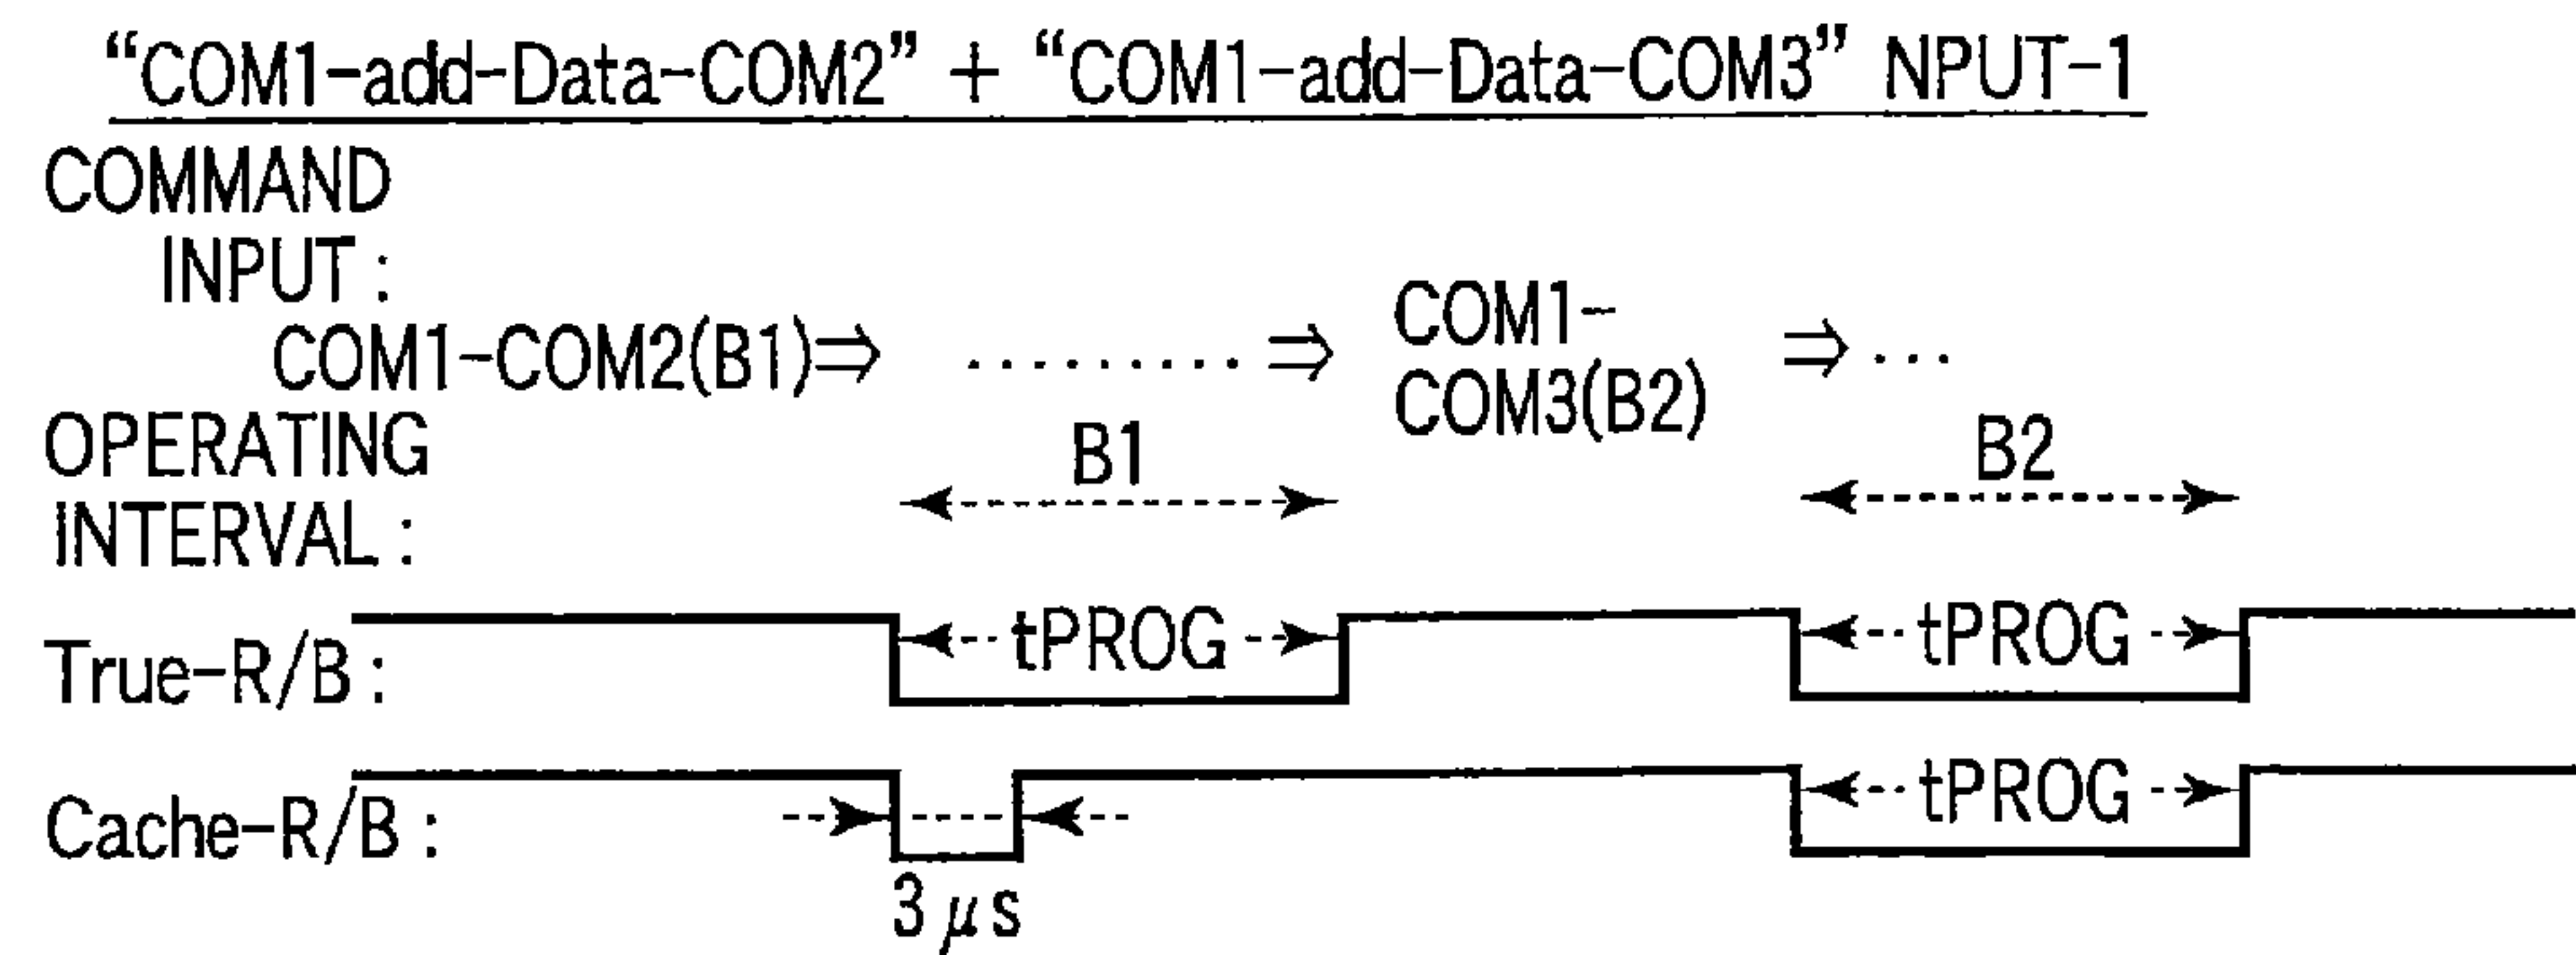 “COM1-add-Data-COM2” + “COM1-add-Data-COM3” NPUT-1
COMMAND
INPUT :
COM1-COM2(B1)⇒ ········· ⇒ COM1-
COM3(B2) ⇒ ···
OPERATING
INTERVAL :
B1
B2
True-R/B : tPROG tPROG
Cache-R/B : tPROG
3 μs